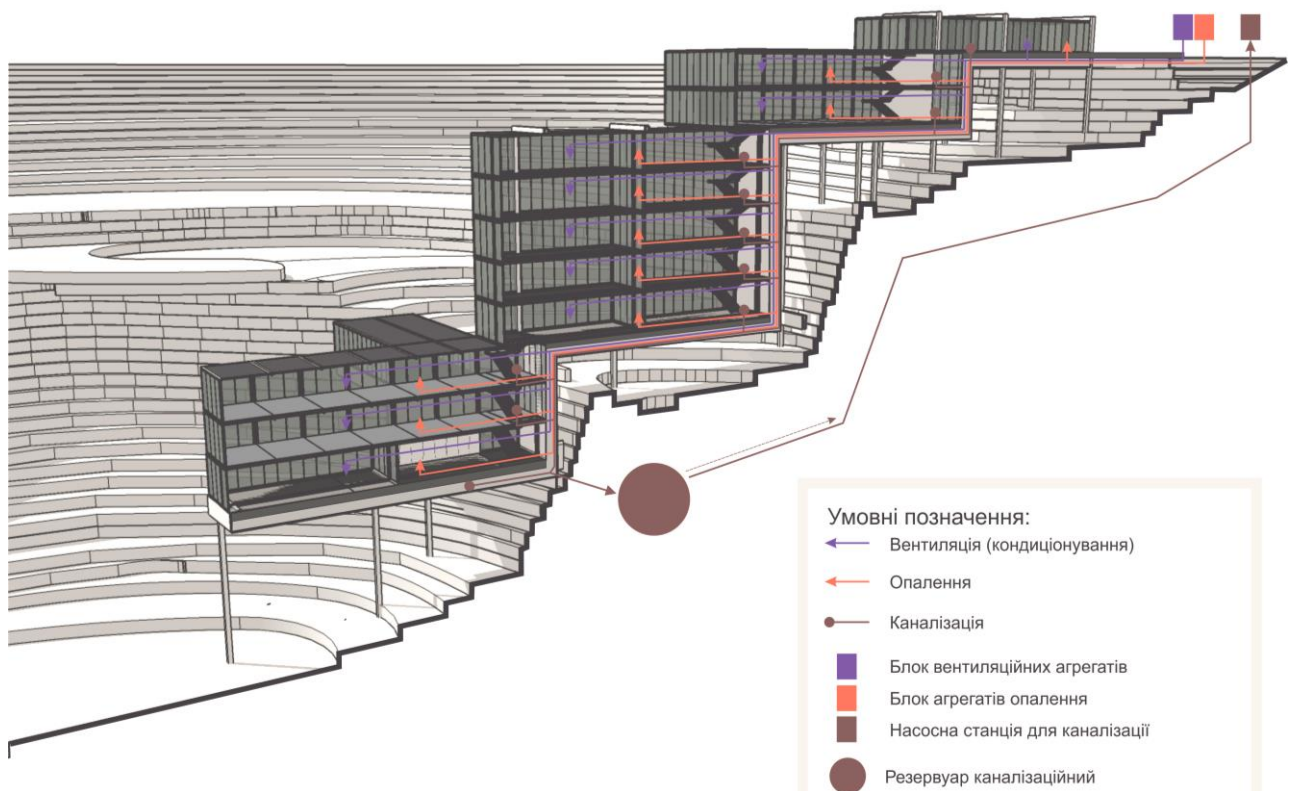 Умовні позначення:
Вентиляція (кондиціонування)
Опалення
Каналізація
Блок вентиляційних агрегатів
Блок агрегатів опалення
Насосна станція для каналізації
Резервуар каналізаційний